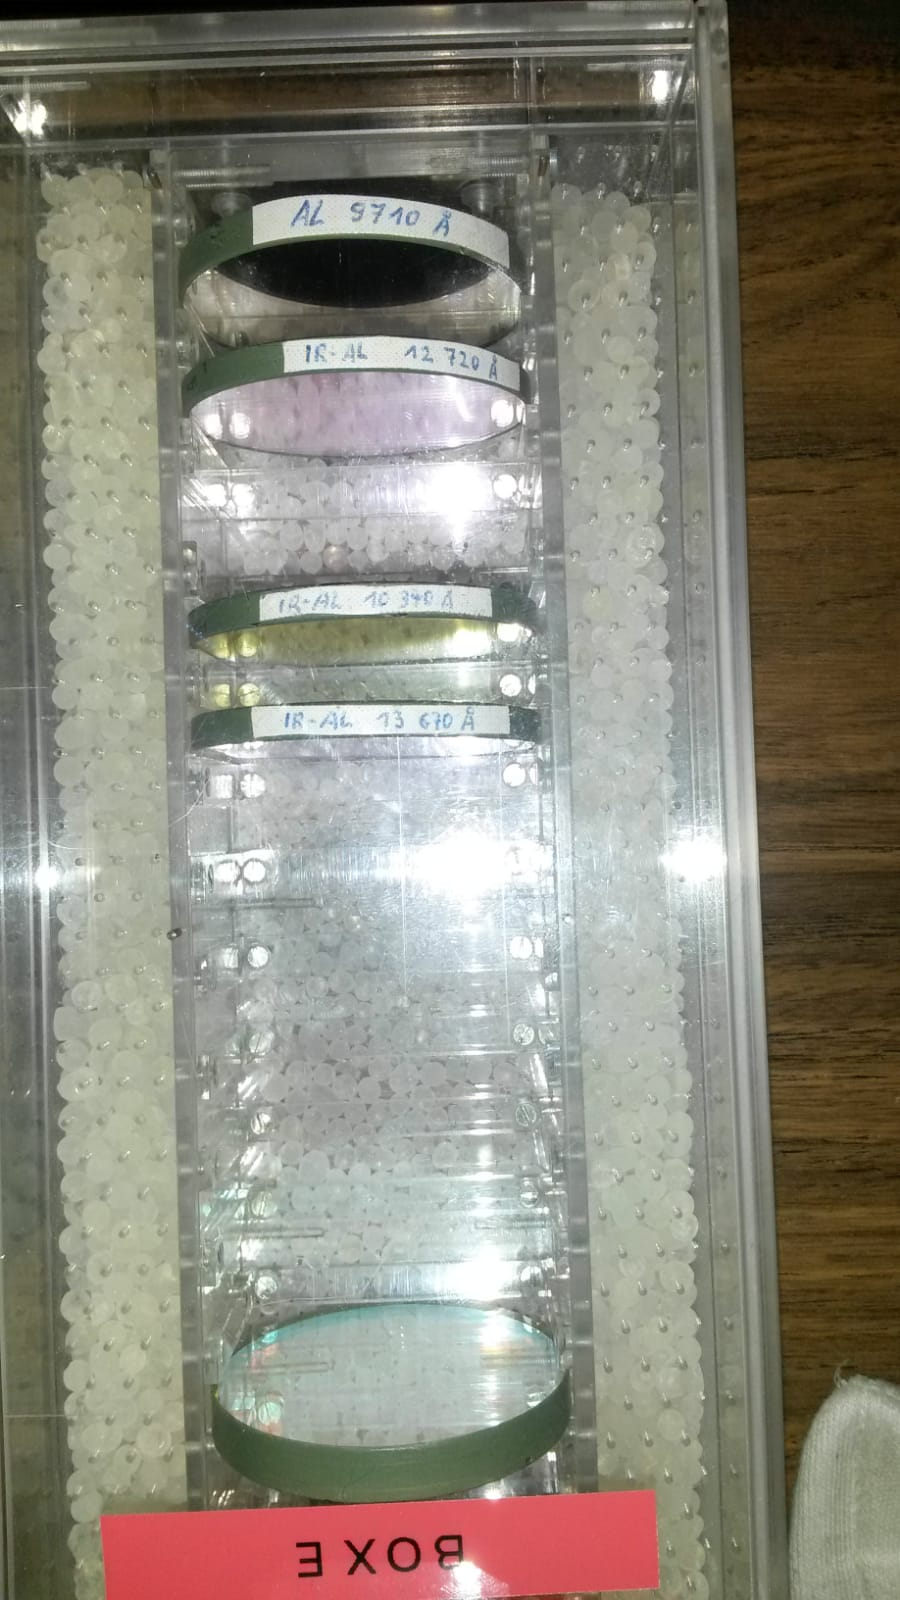 AL 9710 Å
IR-AL 12 720 Å
IR-AL 10 340 Å
IR-AL 13 670 Å
BOX E